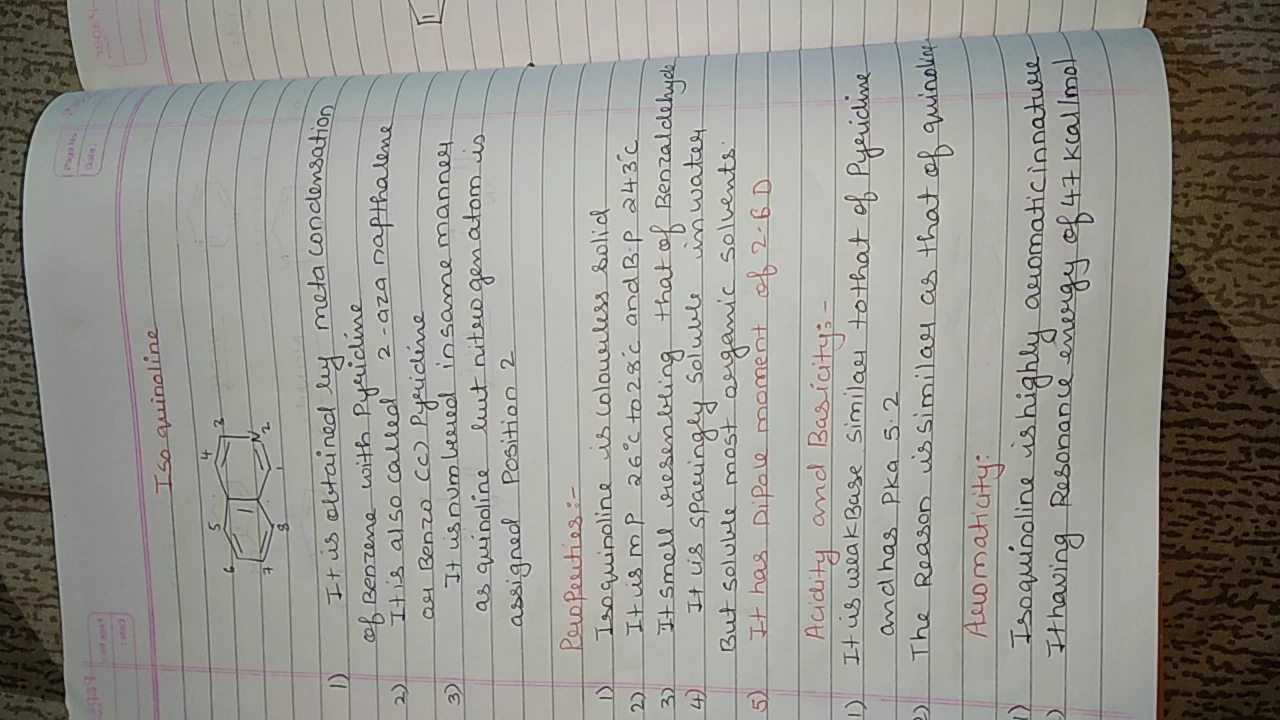 Iso quinoline
4
5
3
6
N 2
7
1
8
1) It is obtained by meta condensation
of Benzene with Pyridine
2) It is also called 2-aza napthalene
or Benzo (c) Pyridine
3) It is numbered in same manner
as quinoline but nitrogen atom is
assigned Position 2
Properties:-
1) Isoquinoline is colourless solid
2) It is m P 26°c to 28°c and B.P 243°c
3) It smell resenbling that of Benzaldehyde
4) It is sparingly soluble in water
But soluble most organic solvents.
5) It has Dipole moment of 2.6 D
Acidity and Basicity:-
1) It is weak Base similar to that of Pyridine
and has PKa 5.2
2) The Reason is similar as that of quinoline
Aromaticity:
1) Isoquinoline is highly aromatic in nature
) It having Resonance energy of 47 kcal/mol